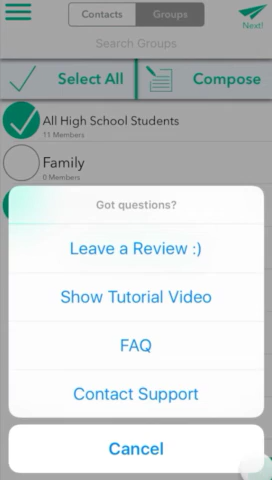 Contacts Groups
Next!
Search Groups
Select All Compose
All High School Students
11 Members
Family
0 Members
Got questions?
Leave a Review :)
Show Tutorial Video
FAQ
Contact Support
Cancel